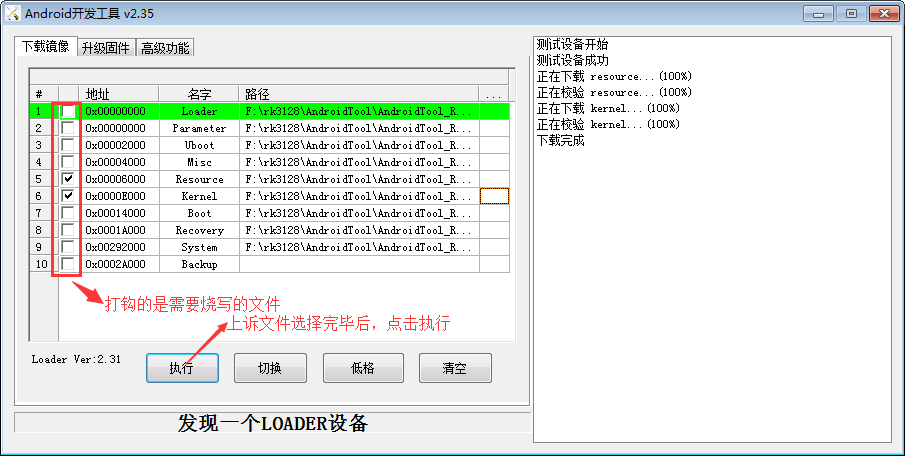 Android开发工具 v2.35
下载镜像 升级固件 高级功能
# 地址 名字 路径 ...
1 0x00000000 Loader F:\rk3128\AndroidTool\AndroidTool_R...
2 0x00000000 Parameter F:\rk3128\AndroidTool\AndroidTool_R...
3 0x00002000 Uboot F:\rk3128\AndroidTool\AndroidTool_R...
4 0x00004000 Misc F:\rk3128\AndroidTool\AndroidTool_R...
5 0x00006000 Resource F:\rk3128\AndroidTool\AndroidTool_R...
6 0x0000E000 Kernel F:\rk3128\AndroidTool\AndroidTool_R...
7 0x00014000 Boot F:\rk3128\AndroidTool\AndroidTool_R...
8 0x0001A000 Recovery F:\rk3128\AndroidTool\AndroidTool_R...
9 0x00292000 System F:\rk3128\AndroidTool\AndroidTool_R...
10 0x0002A000 Backup
打钩的是需要烧写的文件
上诉文件选择完毕后，点击执行
Loader Ver:2.31
执行 切换 低格 清空
发现一个LOADER设备
测试设备开始
测试设备成功
正在下载 resource...(100%)
正在校验 resource...(100%)
正在下载 kernel...(100%)
正在校验 kernel...(100%)
下载完成